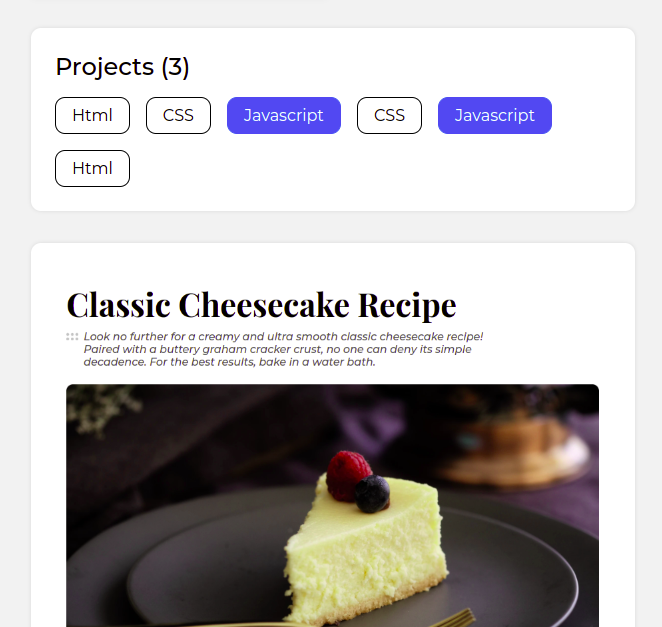 Projects (3)
Html CSS Javascript CSS Javascript
Html
Classic Cheesecake Recipe
Look no further for a creamy and ultra smooth classic cheesecake recipe!
Paired with a buttery graham cracker crust, no one can deny its simple
decadence. For the best results, bake in a water bath.